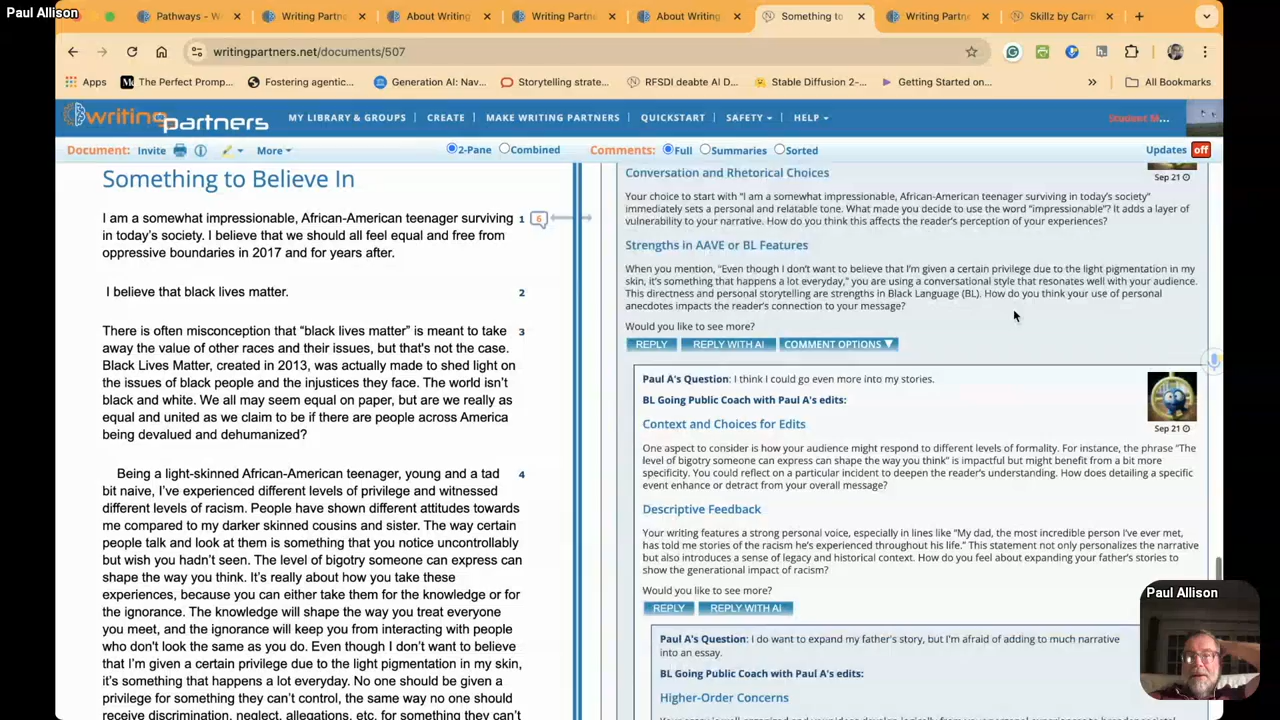 Paul Allison
Pathways - W
Writing Partn
About Writing
Writing Partn
About Writing
Something to
Writing Partn
Skillz by Carr
writingpartners.net/documents/507
Apps
The Perfect Promp...
Fostering agentic...
Generation AI: Nav...
Storytelling strate...
RFSDI deabte AI D...
Stable Diffusion 2-...
Getting Started on...
»
All Bookmarks
writing partners
MY LIBRARY & GROUPS
CREATE
MAKE WRITING PARTNERS
QUICKSTART
SAFETY
HELP
Student M...
Document:
Invite
More
2-Pane
Combined
Comments:
Full
Summaries
Sorted
Updates
off
Something to Believe In
I am a somewhat impressionable, African-American teenager surviving 1 6
in today's society. I believe that we should all feel equal and free from
oppressive boundaries in 2017 and for years after.
I believe that black lives matter. 2
There is often misconception that “black lives matter” is meant to take 3
away the value of other races and their issues, but that's not the case.
Black Lives Matter, created in 2013, was actually made to shed light on
the issues of black people and the injustices they face. The world isn't
black and white. We all may seem equal on paper, but are we really as
equal and united as we claim to be if there are people across America
being devalued and dehumanized?
Being a light-skinned African-American teenager, young and a tad 4
bit naive, I've experienced different levels of privilege and witnessed
different levels of racism. People have shown different attitudes towards
me compared to my darker skinned cousins and sister. The way certain
people talk and look at them is something that you notice uncontrollably
but wish you hadn't seen. The level of bigotry someone can express can
shape the way you think. It's really about how you take these
experiences, because you can either take them for the knowledge or for
the ignorance. The knowledge will shape the way you treat everyone
you meet, and the ignorance will keep you from interacting with people
who don't look the same as you do. Even though I don't want to believe
that I'm given a certain privilege due to the light pigmentation in my skin,
it's something that happens a lot everyday. No one should be given a
privilege for something they can't control, the same way no one should
receive discrimination, neglect, allegations, etc. for something they can't
Conversation and Rhetorical Choices
Sep 21
Your choice to start with “I am a somewhat impressionable, African-American teenager surviving in today's society”
immediately sets a personal and relatable tone. What made you decide to use the word “impressionable”? It adds a layer of
vulnerability to your narrative. How do you think this affects the reader's perception of your experiences?
Strengths in AAVE or BL Features
When you mention, “Even though I don't want to believe that I'm given a certain privilege due to the light pigmentation in my
skin, it's something that happens a lot everyday,” you are using a conversational style that resonates well with your audience.
This directness and personal storytelling are strengths in Black Language (BL). How do you think your use of personal
anecdotes impacts the reader's connection to your message?
Would you like to see more?
REPLY
REPLY WITH AI
COMMENT OPTIONS
Paul A's Question: I think I could go even more into my stories.
BL Going Public Coach with Paul A's edits:
Sep 21
Context and Choices for Edits
One aspect to consider is how your audience might respond to different levels of formality. For instance, the phrase “The
level of bigotry someone can express can shape the way you think” is impactful but might benefit from a bit more
specificity. You could reflect on a particular incident to deepen the reader's understanding. How does detailing a specific
event enhance or detract from your overall message?
Descriptive Feedback
Your writing features a strong personal voice, especially in lines like “My dad, the most incredible person I've ever met,
has told me stories of the racism he's experienced throughout his life.” This statement not only personalizes the narrative
but also introduces a sense of legacy and historical context. How do you feel about expanding your father's stories to
show the generational impact of racism?
Would you like to see more?
REPLY
REPLY WITH AI
Paul A's Question: I do want to expand my father's story, but I'm afraid of adding to much narrative
into an essay.
BL Going Public Coach with Paul A's edits:
Higher-Order Concerns
Paul Allison